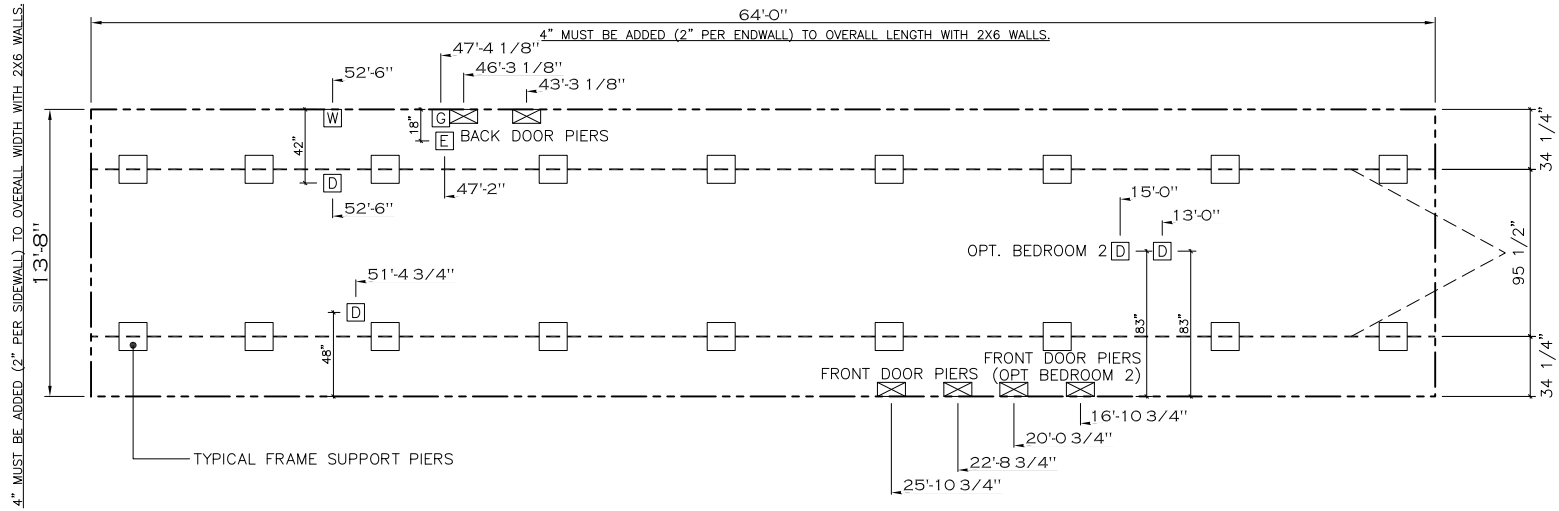 64'-0"
4" MUST BE ADDED (2" PER ENDWALL) TO OVERALL LENGTH WITH 2X6 WALLS.
4" MUST BE ADDED (2" PER SIDEWALL) TO OVERALL WIDTH WITH 2X6 WALLS.
13'-8"
47'-4 1/8"
46'-3 1/8"
43'-3 1/8"
52'-6"
W
G
E
18"
42"
BACK DOOR PIERS
D
47'-2"
52'-6"
34 1/4"
15'-0"
13'-0"
OPT. BEDROOM 2
D
D
95 1/2"
51'-4 3/4"
D
48"
83"
83"
FRONT DOOR PIERS
FRONT DOOR PIERS
(OPT BEDROOM 2)
34 1/4"
16'-10 3/4"
20'-0 3/4"
22'-8 3/4"
25'-10 3/4"
TYPICAL FRAME SUPPORT PIERS